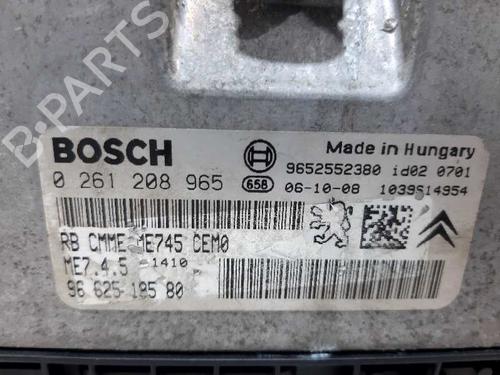 BOSCH
Made in Hungary
9652552380 id02 0701
0 261 208 965
658
06-10-08 1039S14954
RB CMME ME745 CEM0
ME7.4.5 -1410
96 625 195 80
B-PARTS